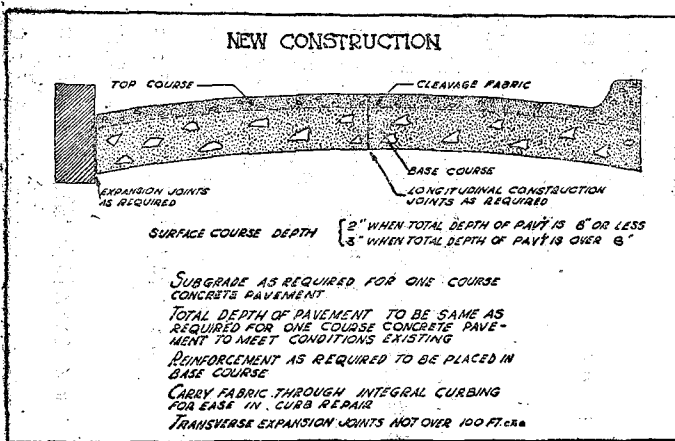 NEW CONSTRUCTION
TOP COURSE
CLEAVAGE FABRIC
BASE COURSE
EXPANSION JOINTS
AS REQUIRED
LONGITUDINAL CONSTRUCTION
JOINTS AS REQUIRED
SURFACE COURSE DEPTH
2" WHEN TOTAL DEPTH OF PAV'T IS 8" OR LESS
3" WHEN TOTAL DEPTH OF PAV'T IS OVER 8"
SUBGRADE AS REQUIRED FOR ONE COURSE
CONCRETE PAVEMENT
TOTAL DEPTH OF PAVEMENT TO BE SAME AS
REQUIRED FOR ONE COURSE CONCRETE PAVE-
MENT TO MEET CONDITIONS EXISTING
REINFORCEMENT AS REQUIRED TO BE PLACED IN
BASE COURSE
CARRY FABRIC THROUGH INTEGRAL CURBING
FOR EASE IN CURB REPAIR
TRANSVERSE EXPANSION JOINTS NOT OVER 100 FT.